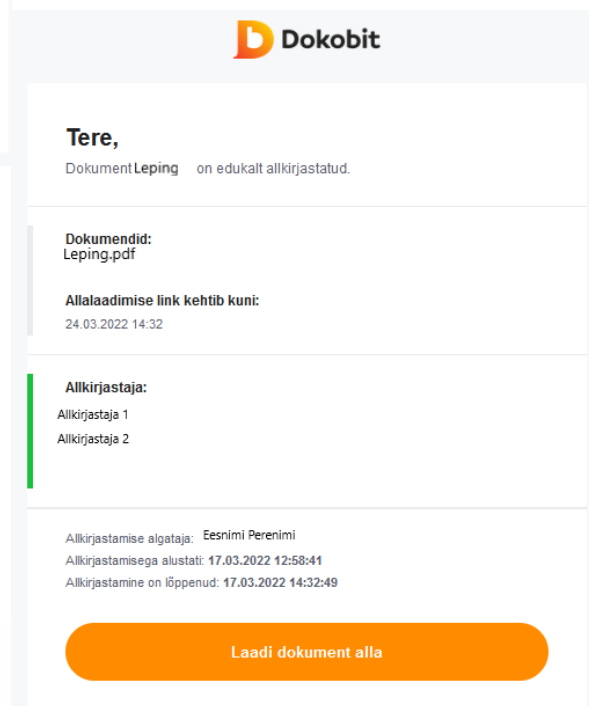 Dokobit
Tere,
Dokument Leping on edukalt allkirjastatud.
Dokumendid:
Leping.pdf
Allalaadimise link kehtib kuni:
24.03.2022 14:32
Allkirjastaja:
Allkirjastaja 1
Allkirjastaja 2
Allkirjastamise algataja: Eesnimi Perenimi
Allkirjastamisega alustati: 17.03.2022 12:58:41
Allkirjastamine on lõppenud: 17.03.2022 14:32:49
Laadi dokument alla